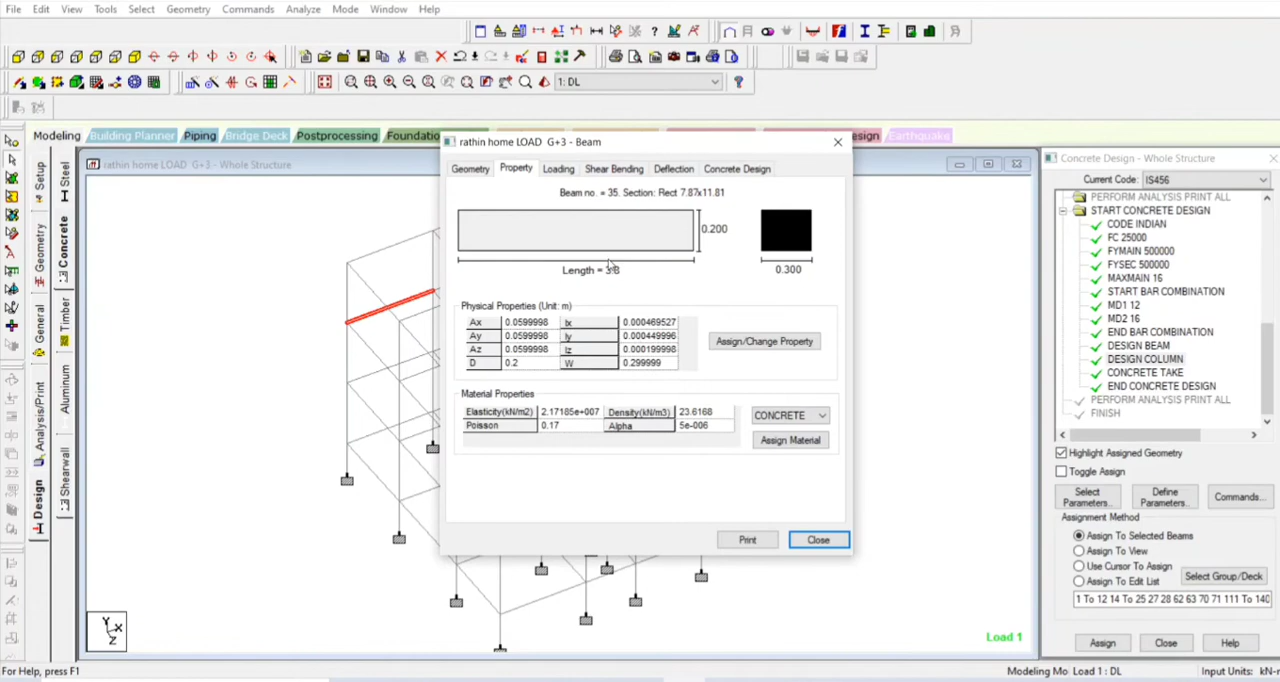 File Edit View Tools Select Geometry Commands Analyze Mode Window Help
1: DL
Modeling Building Planner Piping Bridge Deck Postprocessing Foundatio esign Earthquake
rathin home LOAD G+3 - Whole Structure
Setup
Geometry
General
Analysis/Print
Design
Steel
Concrete
Timber
Aluminum
Shearwall
rathin home LOAD G+3 - Beam
Geometry Property Loading Shear Bending Deflection Concrete Design
Beam no. = 35. Section: Rect 7.87x11.81
0.200
Length = 3.8
0.300
Physical Properties (Unit: m)
Ax 0.0599998 Ix 0.000469527
Ay 0.0599998 Iy 0.000449996
Az 0.0599998 Iz 0.000199998
D 0.2 W 0.299999
Assign/Change Property
Material Properties
Elasticity(kN/m2) 2.17185e+007 Density(kN/m3) 23.6168
Poisson 0.17 Alpha 5e-006
CONCRETE
Assign Material
Print Close
Y
X
Z
Load 1
Concrete Design - Whole Structure
Current Code: IS456
PERFORM ANALYSIS PRINT ALL
START CONCRETE DESIGN
CODE INDIAN
FC 25000
FYMAIN 500000
FYSEC 500000
MAXMAIN 16
START BAR COMBINATION
MD1 12
MD2 16
END BAR COMBINATION
DESIGN BEAM
DESIGN COLUMN
CONCRETE TAKE
END CONCRETE DESIGN
PERFORM ANALYSIS PRINT ALL
FINISH
Highlight Assigned Geometry
Toggle Assign
Select Parameters..
Define Parameters..
Commands...
Assignment Method
Assign To Selected Beams
Assign To View
Use Cursor To Assign
Assign To Edit List
Select Group/Deck
1 To 12 14 To 25 27 28 62 63 70 71 111 To 140
Assign Close Help
For Help, press F1
Modeling Mo Load 1 : DL Input Units: kN-r